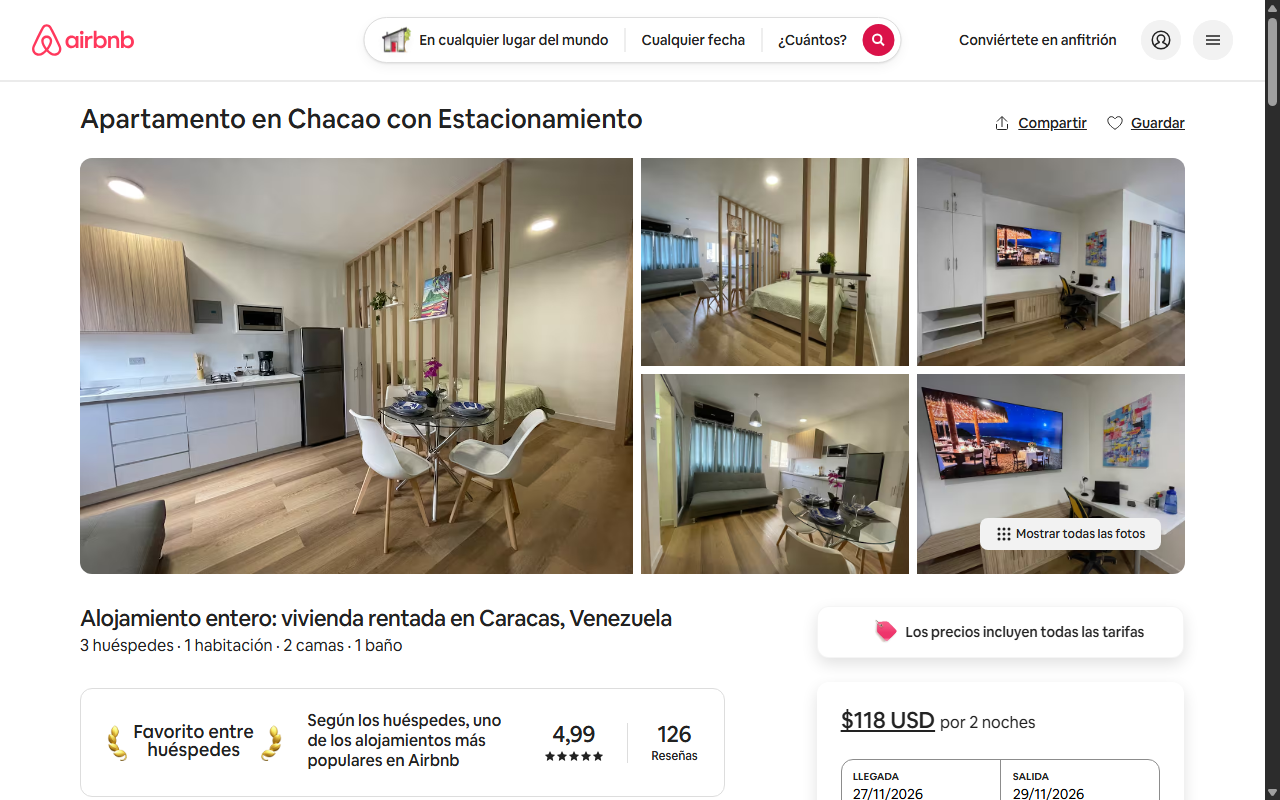 airbnb
En cualquier lugar del mundo
Cualquier fecha
¿Cuántos?
Conviértete en anfitrión
Apartamento en Chacao con Estacionamiento
Compartir
Guardar
Mostrar todas las fotos
Alojamiento entero: vivienda rentada en Caracas, Venezuela
3 huéspedes · 1 habitación · 2 camas · 1 baño
Favorito entre
huéspedes
Según los huéspedes, uno
de los alojamientos más
populares en Airbnb
4,99
126
Reseñas
Los precios incluyen todas las tarifas
$118 USD por 2 noches
LLEGADA
27/11/2026
SALIDA
29/11/2026